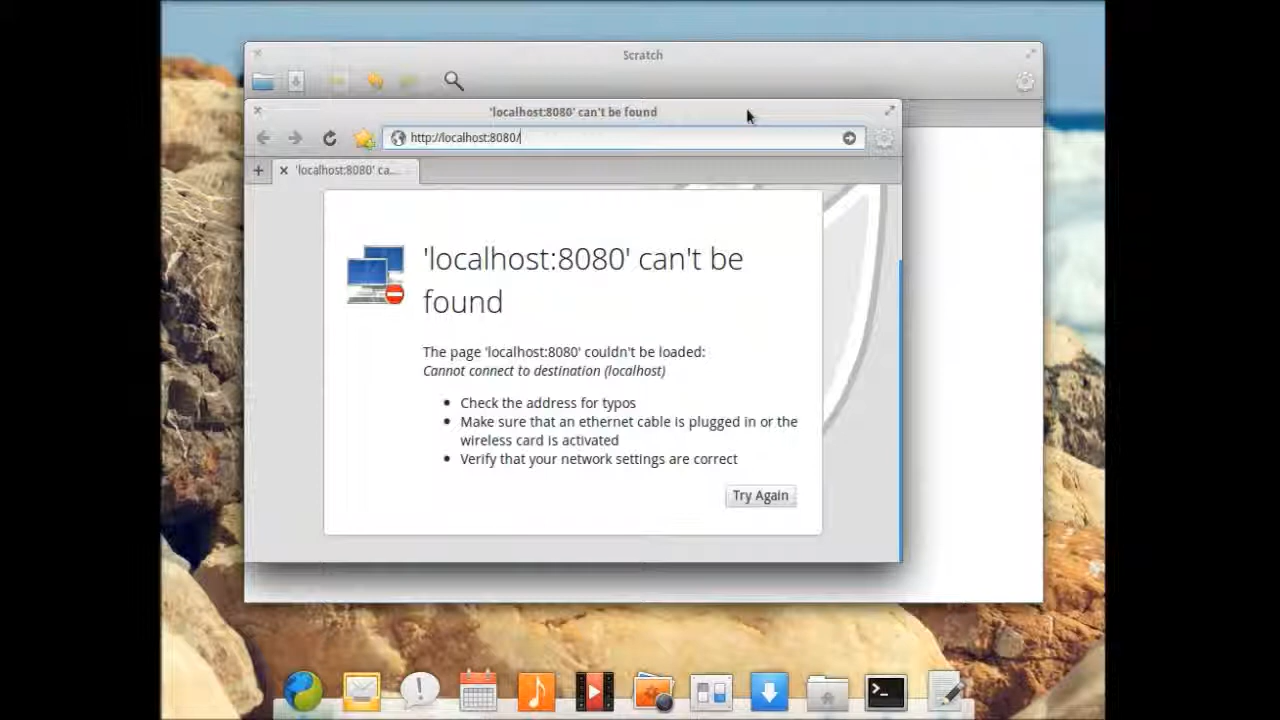 Scratch
'localhost:8080' can't be found
http://localhost:8080/
'localhost:8080' ca...
'localhost:8080' can't be
found
The page 'localhost:8080' couldn't be loaded:
Cannot connect to destination (localhost)
• Check the address for typos
• Make sure that an ethernet cable is plugged in or the
wireless card is activated
• Verify that your network settings are correct
Try Again